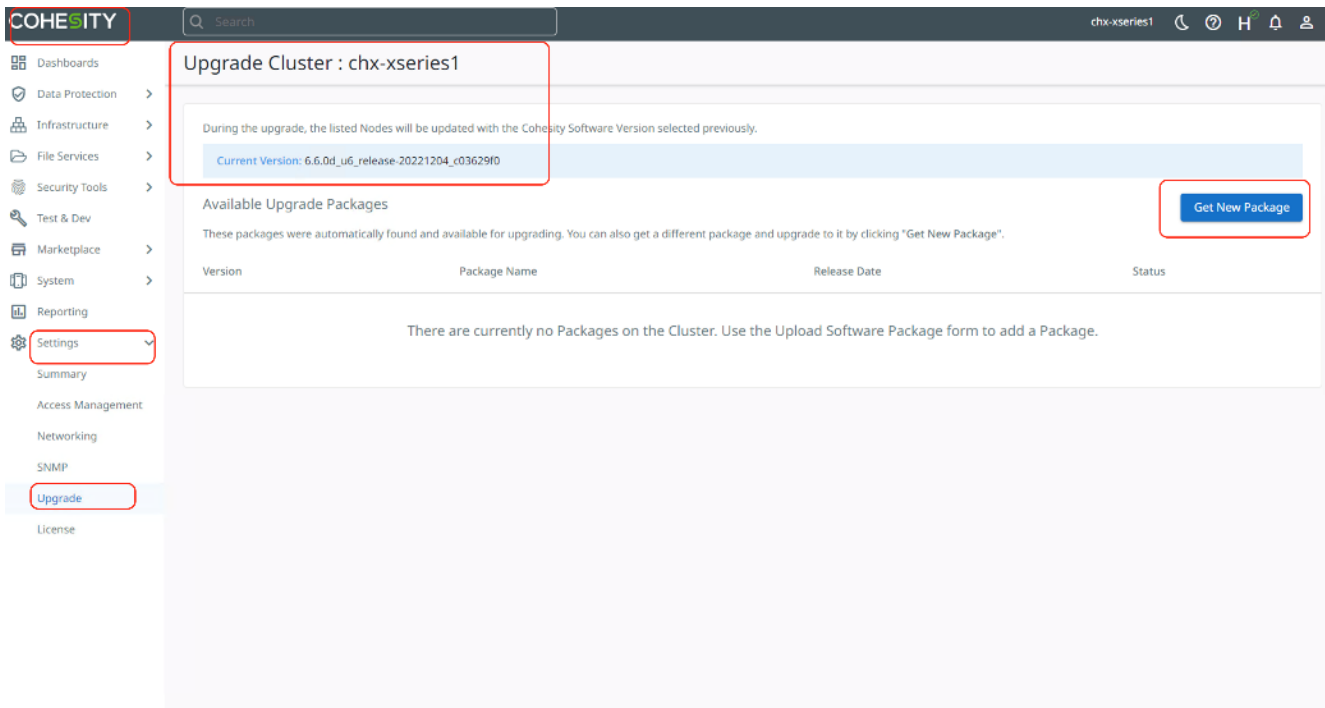 COHESITY
Search
chx-xseries1
H
Dashboards
Data Protection
Infrastructure
File Services
Security Tools
Test & Dev
Marketplace
System
Reporting
Settings
Summary
Access Management
Networking
SNMP
Upgrade
License
Upgrade Cluster : chx-xseries1
During the upgrade, the listed Nodes will be updated with the Cohesity Software Version selected previously.
Current Version: 6.6.0d_u6_release-20221204_c03629f0
Available Upgrade Packages
Get New Package
These packages were automatically found and available for upgrading. You can also get a different package and upgrade to it by clicking "Get New Package".
Version Package Name Release Date Status
There are currently no Packages on the Cluster. Use the Upload Software Package form to add a Package.